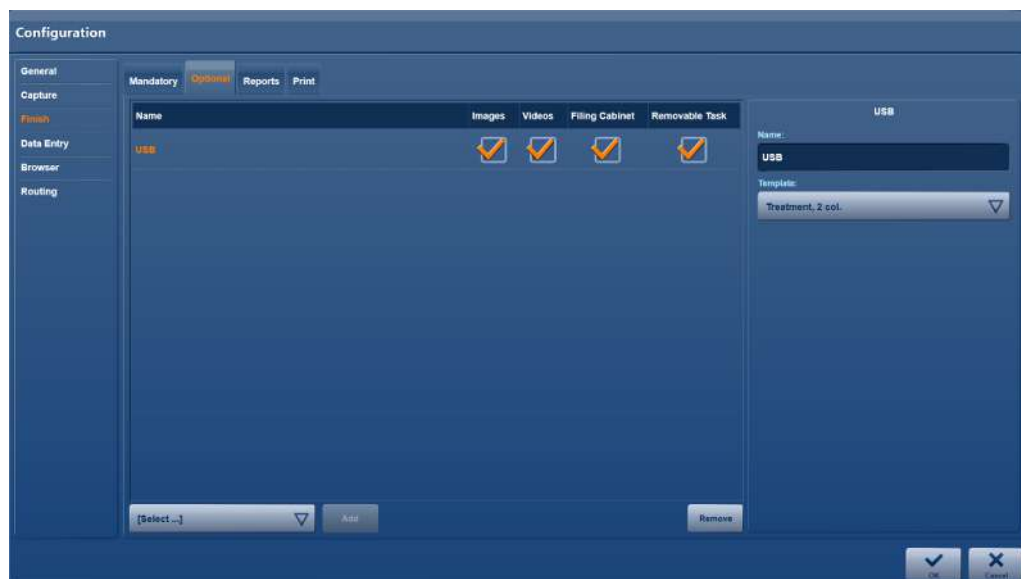 Configuration
General
Capture
Finish
Data Entry
Browser
Routing
Mandatory Optional Reports Print
Name Images Videos Filing Cabinet Removable Task
USB
USB
Name:
USB
Template:
Treatment, 2 col.
[Select ...] Add Remove
OK Cancel